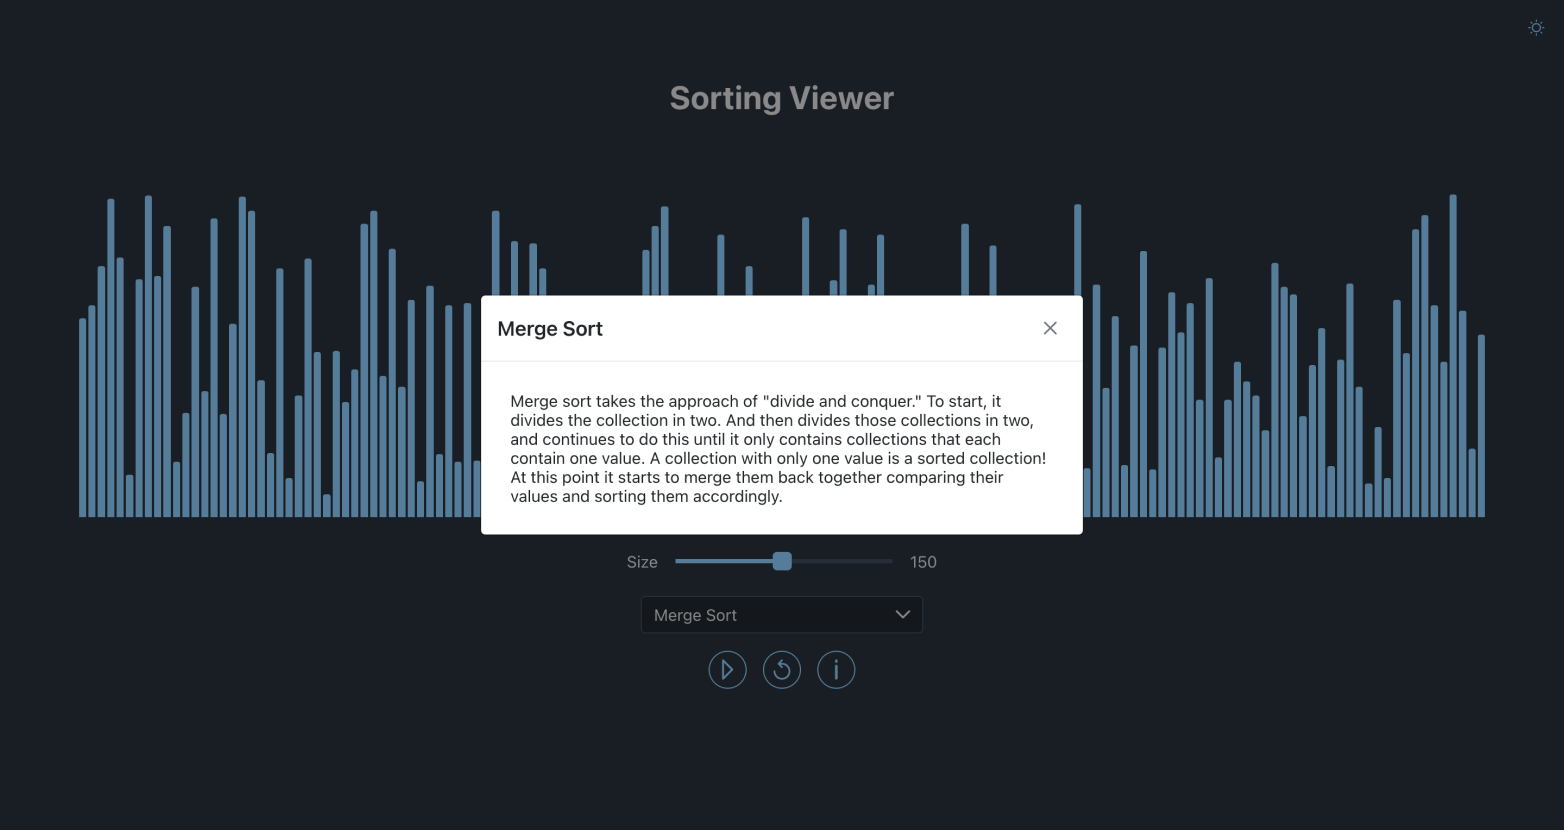 Sorting Viewer
Merge Sort
Merge sort takes the approach of "divide and conquer." To start, it
divides the collection in two. And then divides those collections in two,
and continues to do this until it only contains collections that each
contain one value. A collection with only one value is a sorted collection!
At this point it starts to merge them back together comparing their
values and sorting them accordingly.
Size 150
Merge Sort